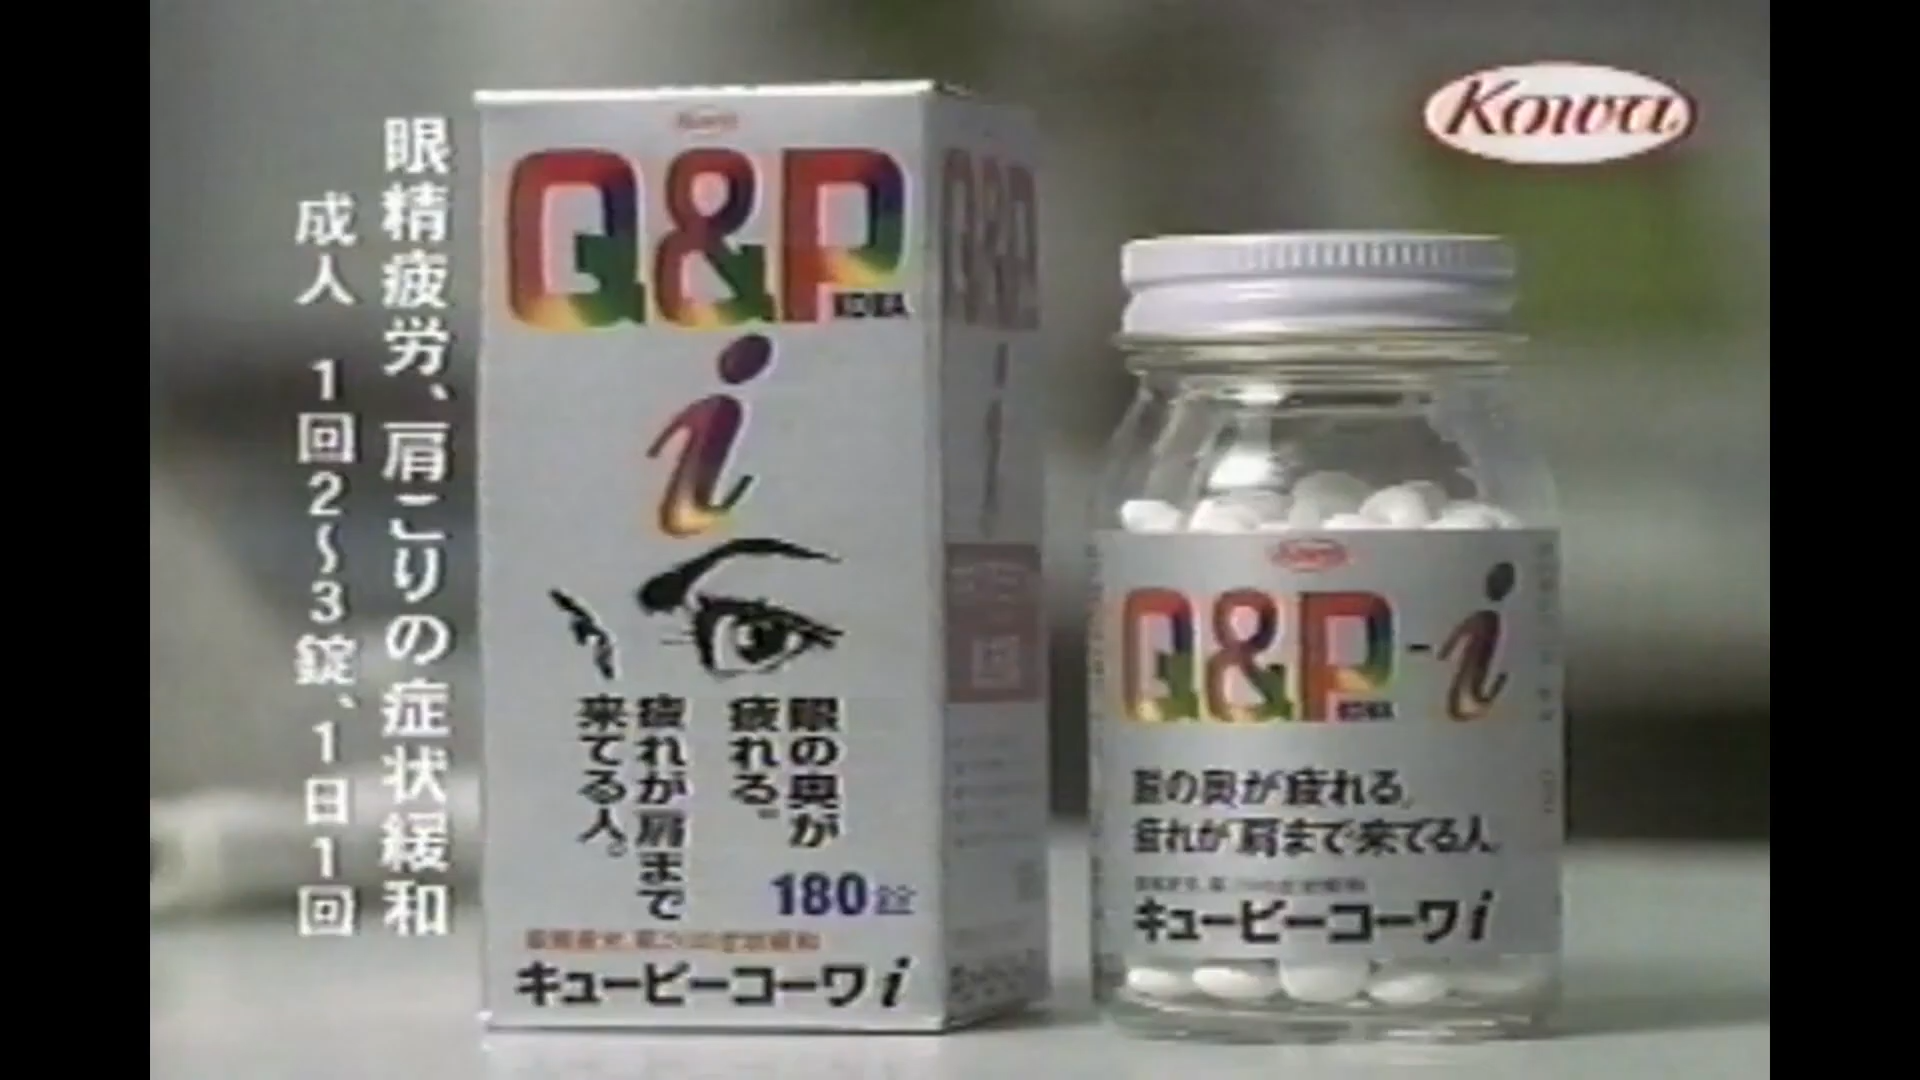 Kowa
眼精疲労、肩こりの症状緩和
成人　1回2〜3錠、1日1回
Kowa
Q&P
KOWA
i
眼の奥が
疲れる。
疲れが肩まで
来てる人。
180錠
キューピーコーワi
Q&P
Kowa
Q&P-i
KOWA
眼の奥が疲れる。
疲れが肩まで来てる人。
キューピーコーワi